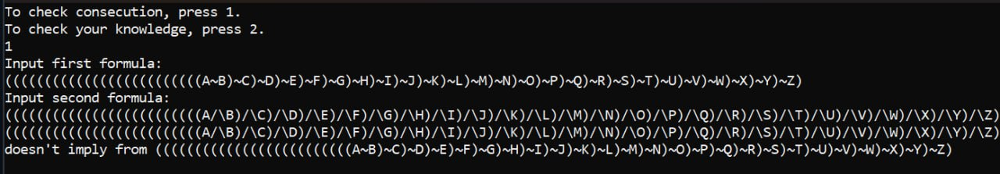 To check consecution, press 1.
To check your knowledge, press 2.
1
Input first formula:
(((((((((((((((((((((((((A~B)~C)~D)~E)~F)~G)~H)~I)~J)~K)~L)~M)~N)~O)~P)~Q)~R)~S)~T)~U)~V)~W)~X)~Y)~Z)
Input second formula:
(((((((((((((((((((((((((A/\B)/\C)/\D)/\E)/\F)/\G)/\H)/\I)/\J)/\K)/\L)/\M)/\N)/\O)/\P)/\Q)/\R)/\S)/\T)/\U)/\V)/\W)/\X)/\Y)/\Z)
(((((((((((((((((((((((((A/\B)/\C)/\D)/\E)/\F)/\G)/\H)/\I)/\J)/\K)/\L)/\M)/\N)/\O)/\P)/\Q)/\R)/\S)/\T)/\U)/\V)/\W)/\X)/\Y)/\Z)
doesn't imply from (((((((((((((((((((((((((A~B)~C)~D)~E)~F)~G)~H)~I)~J)~K)~L)~M)~N)~O)~P)~Q)~R)~S)~T)~U)~V)~W)~X)~Y)~Z)